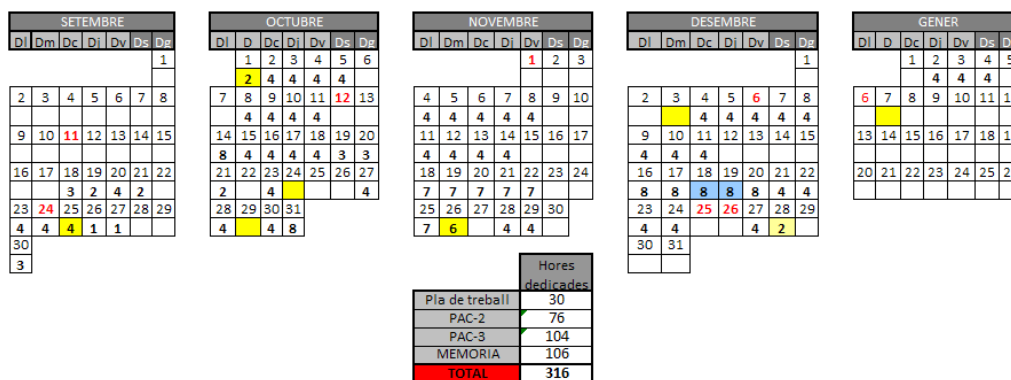 SETEMBRE OCTUBRE NOVEMBRE DESEMBRE GENER
Dl Dm Dc Dj Dv Ds Dg Dl D Dc Dj Dv Ds Dg Dl Dm Dc Dj Dv Ds Dg Dl Dm Dc Dj Dv Ds Dg Dl D Dc Dj Dv Ds
1 1 2 3 4 5 6 1 2 3 1 1 2 3 4 5
2 4 4 4 4 4 4 4
2 3 4 5 6 7 8 7 8 9 10 11 12 13 4 5 6 7 8 9 10 2 3 4 5 6 7 8 6 7 8 9 10 11
4 4 4 4 4 4 4 4 4 4 4 4 4 4
9 10 11 12 13 14 15 14 15 16 17 18 19 20 11 12 13 14 15 16 17 9 10 11 12 13 14 15 13 14 15 16 17 18
8 4 4 4 4 3 3 4 4 4 4 4 4 4
16 17 18 19 20 21 22 21 22 23 24 25 26 27 18 19 20 21 22 23 24 16 17 18 19 20 21 22 20 21 22 23 24 25
3 2 4 2 2 4 4 7 7 7 7 7 8 8 8 8 8 4 4
23 24 25 26 27 28 29 28 29 30 31 25 26 27 28 29 30 23 24 25 26 27 28 29
4 4 4 1 1 4 4 8 7 6 4 4 4 4 4 2
30 30 31
3
Hores
dedicades
Pla de treball 30
PAC-2 76
PAC-3 104
MEMORIA 106
TOTAL 316